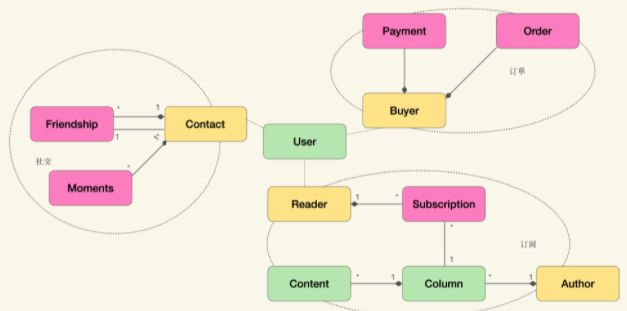 Payment
Order
订单
Buyer
*
1
Friendship
Contact
1
User
社交
*
Moments
Reader
1
*
Subscription
*
订阅
1
Content
*
1
Column
*
1
Author